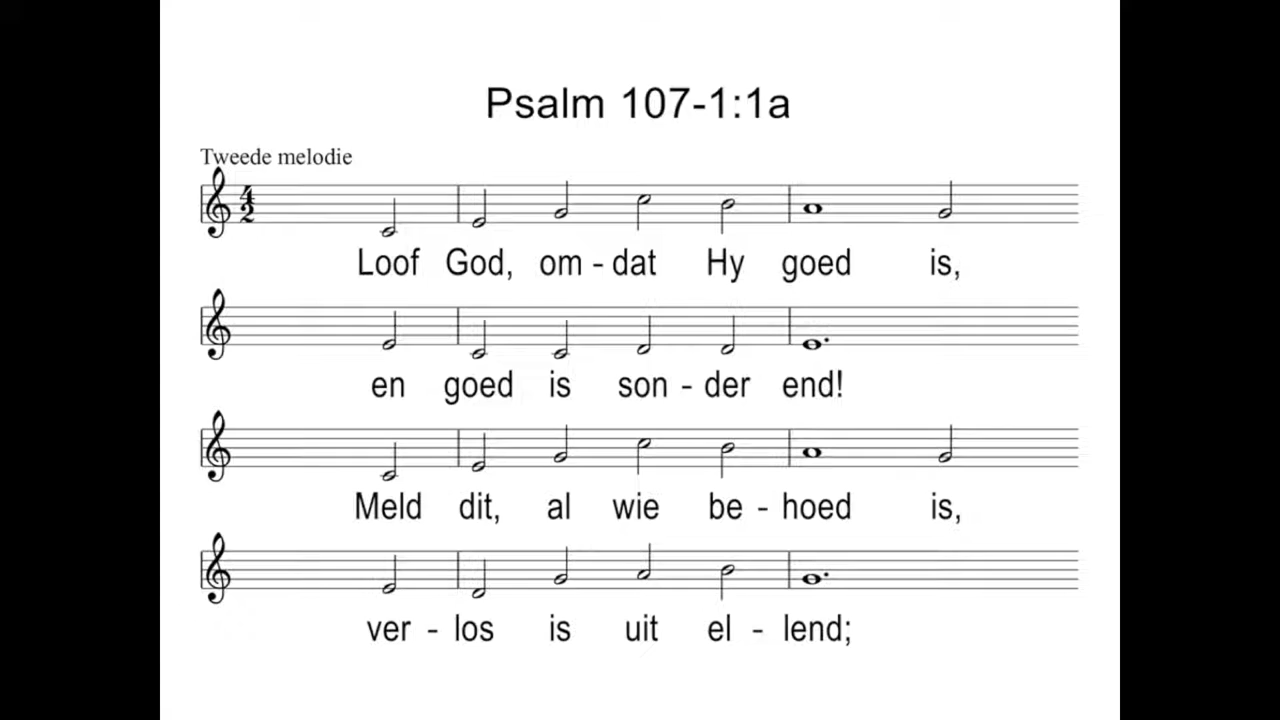 Psalm 107-1:1a
Tweede melodie
4
2
Loof God, om - dat Hy goed is,
en goed is son - der end!
Meld dit, al wie be - hoed is,
ver - los is uit el - lend;